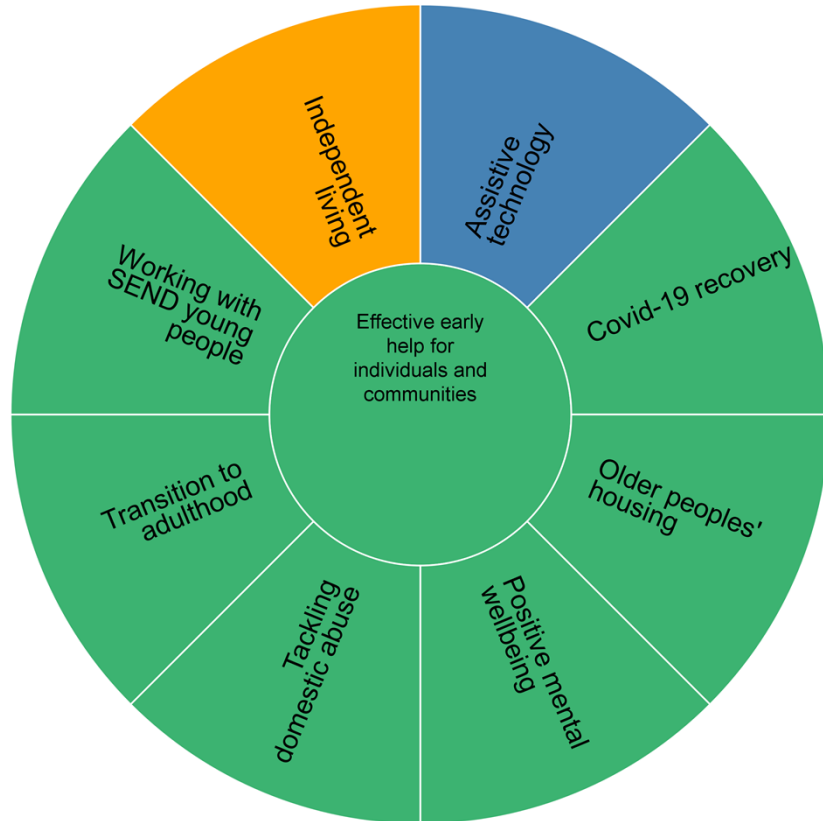 Effective early
help for
individuals and
communities
Assistive
technology
Covid-19 recovery
Older peoples'
housing
Positive mental
wellbeing
Tackling
domestic abuse
Transition to
adulthood
Working with
SEND young
people
Independent
living